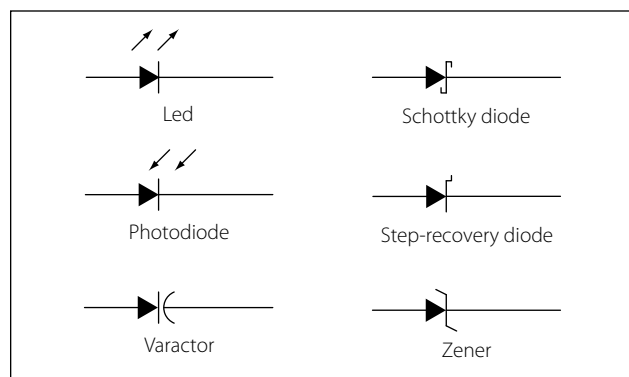 Led
Schottky diode
Photodiode
Step-recovery diode
Varactor
Zener